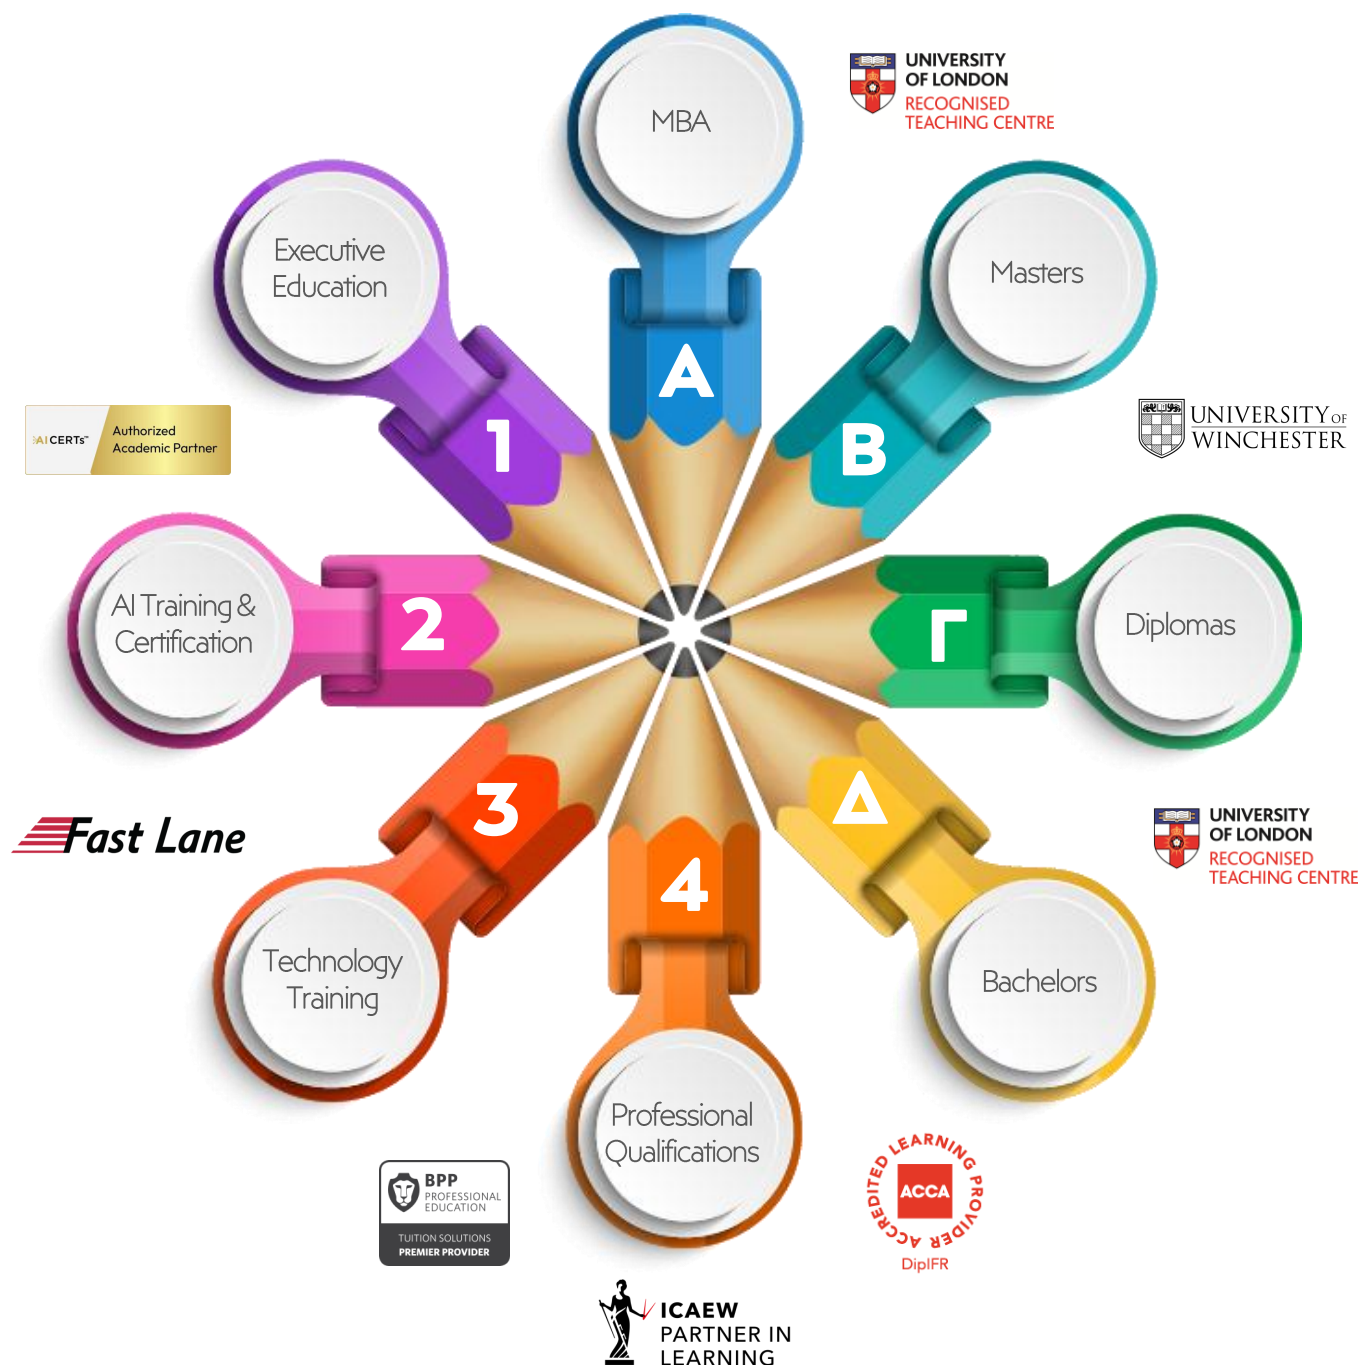 MBA
UNIVERSITY
OF LONDON
RECOGNISED
TEACHING CENTRE
Executive
Education
Masters
A
1
B
AI CERTs™
Authorized
Academic Partner
UNIVERSITY OF
WINCHESTER
AI Training &
Certification
2
Γ
Diplomas
3
Δ
4
Fast Lane
UNIVERSITY
OF LONDON
RECOGNISED
TEACHING CENTRE
Technology
Training
Bachelors
Professional
Qualifications
BPP
PROFESSIONAL
EDUCATION
TUITION SOLUTIONS
PREMIER PROVIDER
ACCREDITED LEARNING PROVIDER
ACCA
DipIFR
ICAEW
PARTNER IN
LEARNING